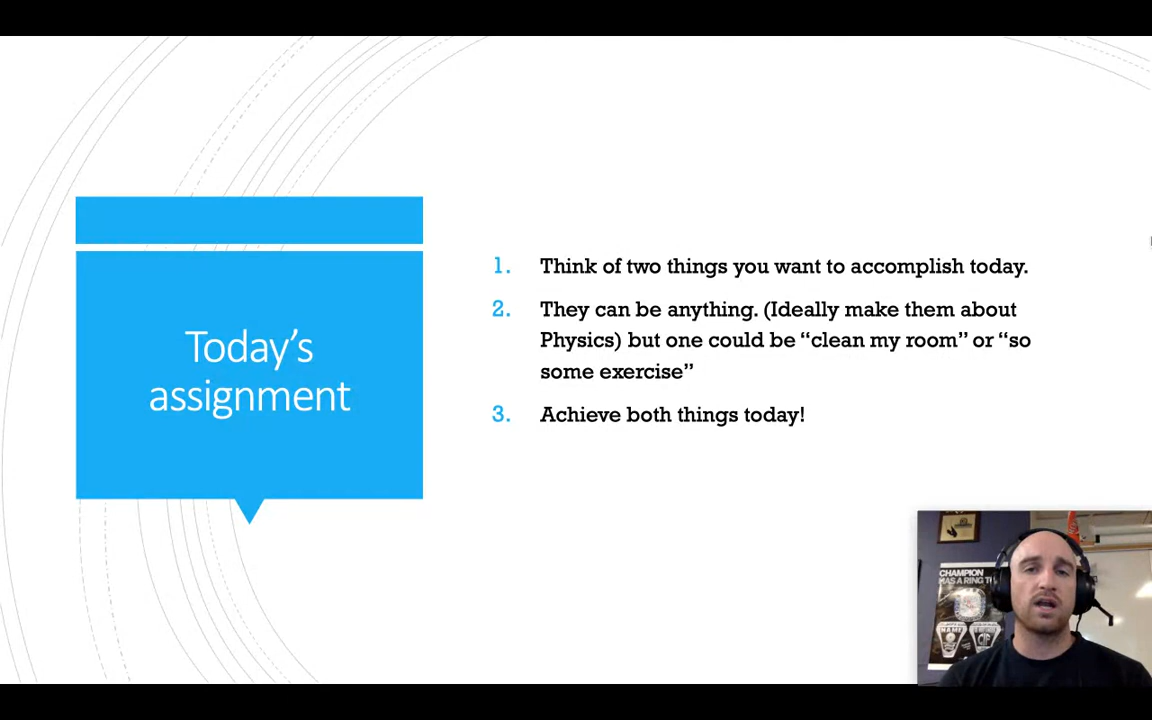 Today's
assignment
1. Think of two things you want to accomplish today.
2. They can be anything. (Ideally make them about
Physics) but one could be “clean my room” or “so
some exercise”
3. Achieve both things today!
CHAMPION
HAS A RING T
NAME
CIF